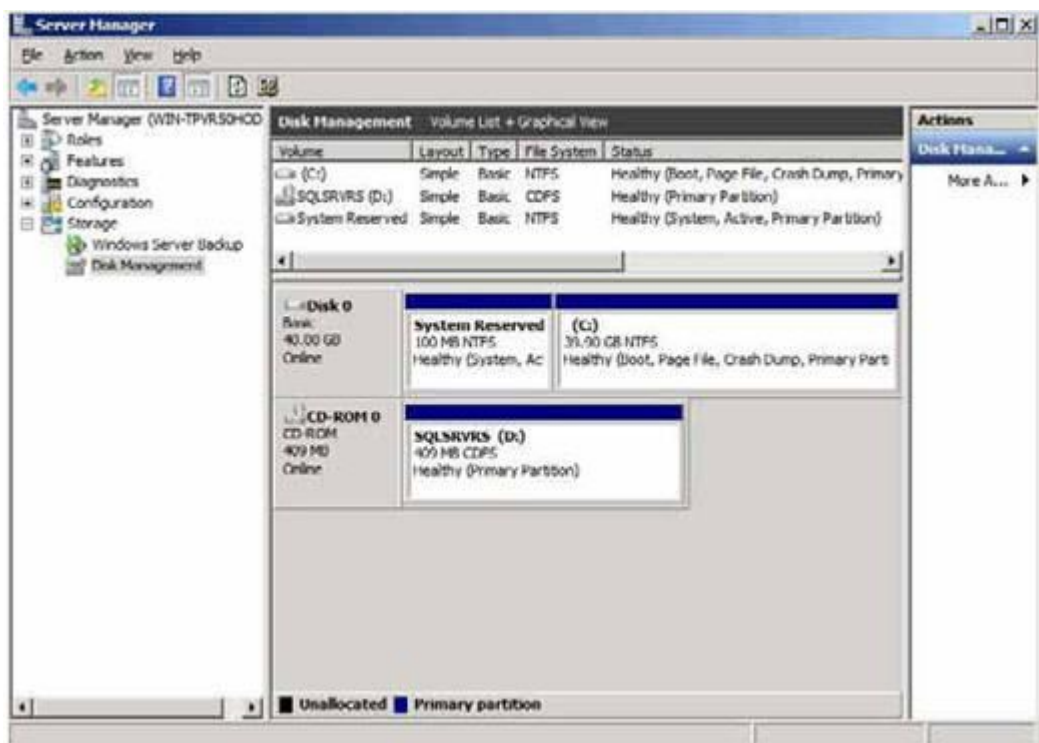 Server Manager
File Action View Help
Server Manager (WIN-TPVRS0HOD
Roles
Features
Diagnostics
Configuration
Storage
Windows Server Backup
Disk Management
Disk Management Volume List + Graphical View
Volume Layout Type File System Status
(C:) Simple Basic NTFS Healthy (Boot, Page File, Crash Dump, Primary
SQLSRVRS (D:) Simple Basic CDFS Healthy (Primary Partition)
System Reserved Simple Basic NTFS Healthy (System, Active, Primary Partition)
Disk 0
Basic
40.00 GB
Online
System Reserved
100 MB NTFS
Healthy (System, Ac
(C:)
39.90 GB NTFS
Healthy (Boot, Page File, Crash Dump, Primary Parti
CD-ROM 0
CD-ROM
409 MB
Online
SQLSRVRS (D:)
409 MB CDFS
Healthy (Primary Partition)
Unallocated Primary partition
Actions
Disk Mana...
More A...